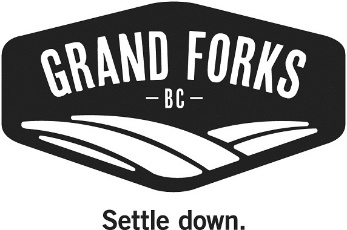 GRAND FORKS
– BC –
Settle down.